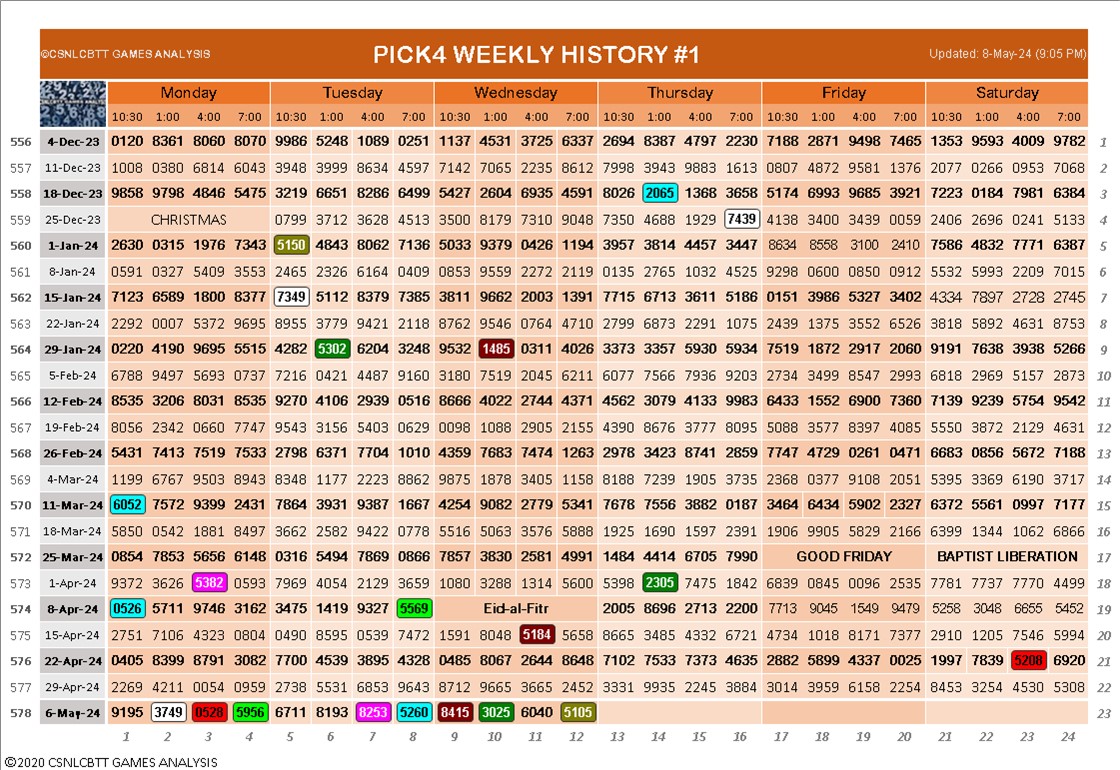 ©CSNLCBTT GAMES ANALYSIS PICK4 WEEKLY HISTORY #1 Updated: 8-May-24 (9:05 PM)
Monday Tuesday Wednesday Thursday Friday Saturday
10:30 1:00 4:00 7:00 10:30 1:00 4:00 7:00 10:30 1:00 4:00 7:00 10:30 1:00 4:00 7:00 10:30 1:00 4:00 7:00 10:30 1:00 4:00 7:00
556 4-Dec-23 0120 8361 8060 8070 9986 5248 1089 0251 1137 4531 3725 6337 2694 8387 4797 2230 7188 2871 9498 7465 1353 9593 4009 9782 1
557 11-Dec-23 1008 0380 6814 6043 3948 3999 8634 4597 7142 7065 2235 8612 7998 3943 9883 1613 0807 4872 9581 1376 2077 0266 0953 7068 2
558 18-Dec-23 9858 9798 4846 5475 3219 6651 8286 6499 5427 2604 6935 4591 8026 2065 1368 3658 5174 6993 9685 3921 7223 0184 7981 6384 3
559 25-Dec-23 CHRISTMAS 0799 3712 3628 4513 3500 8179 7310 9048 7350 4688 1929 7439 4138 3400 3439 0059 2406 2696 0241 5133 4
560 1-Jan-24 2630 0315 1976 7343 5150 4843 8062 7136 5033 9379 0426 1194 3957 3814 4457 3447 8634 8558 3100 2410 7586 4832 7771 6387 5
561 8-Jan-24 0591 0327 5409 3553 2465 2326 6164 0409 0853 9559 2272 2119 0135 2765 1032 4525 9298 0600 0850 0912 5532 5993 2209 7015 6
562 15-Jan-24 7123 6589 1800 8377 7349 5112 8379 7385 3811 9662 2003 1391 7715 6713 3611 5186 0151 3986 5327 3402 4334 7897 2728 2745 7
563 22-Jan-24 2292 0007 5372 9695 8955 3779 9421 2118 8762 9546 0764 4710 2799 6873 2291 1075 2439 1375 3552 6526 3818 5892 4631 8753 8
564 29-Jan-24 0220 4190 9695 5515 4282 5302 6204 3248 9532 1485 0311 4026 3373 3357 5930 5934 7519 1872 2917 2060 9191 7638 3938 5266 9
565 5-Feb-24 6788 9497 5693 0737 7216 0421 4487 9160 3180 7519 2045 6211 6077 7566 7936 9203 2734 3499 8547 2993 6818 2969 5157 2873 10
566 12-Feb-24 8535 3206 8031 8535 9270 4106 2939 0516 8666 4022 2744 4371 4562 3079 4133 9983 6433 1552 6900 7360 7139 9239 5754 9542 11
567 19-Feb-24 8056 2342 0660 7747 9543 3156 5403 0629 0098 1088 2905 2155 4390 8676 3777 8095 5088 3577 8397 4085 5550 3872 2129 4631 12
568 26-Feb-24 5431 7413 7519 7533 2798 6371 7704 1010 4359 7683 7474 1263 2978 3423 8741 2859 7747 4729 0261 0471 6683 0856 5672 7188 13
569 4-Mar-24 1199 6767 9503 8943 8348 1177 2223 8862 9875 1878 3405 1158 8188 7239 1905 3735 2368 0377 9108 2051 5395 3369 6190 3717 14
570 11-Mar-24 6052 7572 9399 2431 7864 3931 9387 1667 4254 9082 2779 5341 7678 7556 3882 0187 3464 6434 5902 2327 6372 5561 0997 7177 15
571 18-Mar-24 5850 0542 1881 8497 3662 2582 9422 0778 5516 5063 3576 5888 1925 1690 1597 2391 1906 9905 5829 2166 6399 1344 1062 6866 16
572 25-Mar-24 0854 7853 5656 6148 0316 5494 7869 0866 7857 3830 2581 4991 1484 4414 6705 7990 GOOD FRIDAY BAPTIST LIBERATION 17
573 1-Apr-24 9372 3626 5382 0593 7969 4054 2129 3659 1080 3288 1314 5600 5398 2305 7475 1842 6839 0845 0096 2535 7781 7737 7770 4499 18
574 8-Apr-24 0526 5711 9746 3162 3475 1419 9327 5569 Eid-al-Fitr 2005 8696 2713 2200 7713 9045 1549 9479 5258 3048 6655 5452 19
575 15-Apr-24 2751 7106 4323 0804 0490 8595 0539 7472 1591 8048 5184 5658 8665 3485 4332 6721 4734 1018 8171 7377 2910 1205 7546 5994 20
576 22-Apr-24 0405 8399 8791 3082 7700 4539 3895 4328 0485 8067 2644 8648 7102 7533 7373 4635 2882 5899 4337 0025 1997 7839 5208 6920 21
577 29-Apr-24 2269 4211 0054 0959 2738 5531 6853 9643 8712 9665 3665 2452 3331 9935 2245 3884 3014 3959 6158 2254 8453 3254 4530 5308 22
578 6-May-24 9195 3749 0528 5956 6711 8193 8253 5260 8415 3025 6040 5105 23
1 2 3 4 5 6 7 8 9 10 11 12 13 14 15 16 17 18 19 20 21 22 23 24
©2020 CSNLCBTT GAMES ANALYSIS